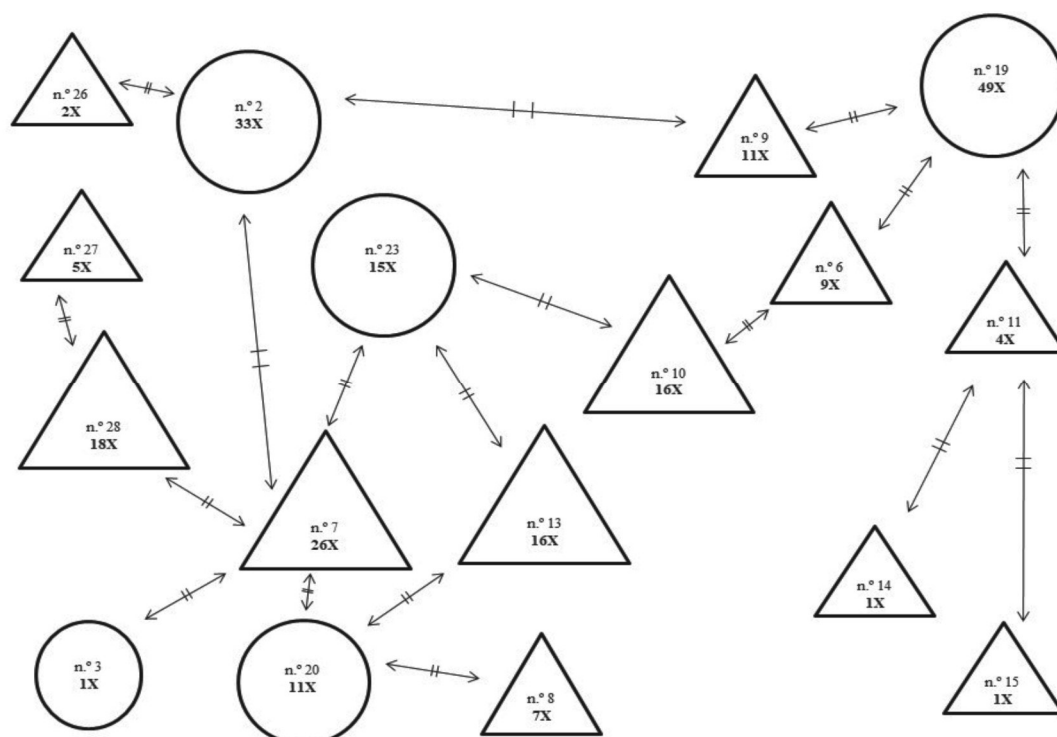 n.º 26
2X
n.º 2
33X
n.º 9
11X
n.º 19
49X
n.º 27
5X
n.º 23
15X
n.º 6
9X
n.º 11
4X
n.º 10
16X
n.º 28
18X
n.º 7
26X
n.º 13
16X
n.º 14
1X
n.º 3
1X
n.º 20
11X
n.º 8
7X
n.º 15
1X